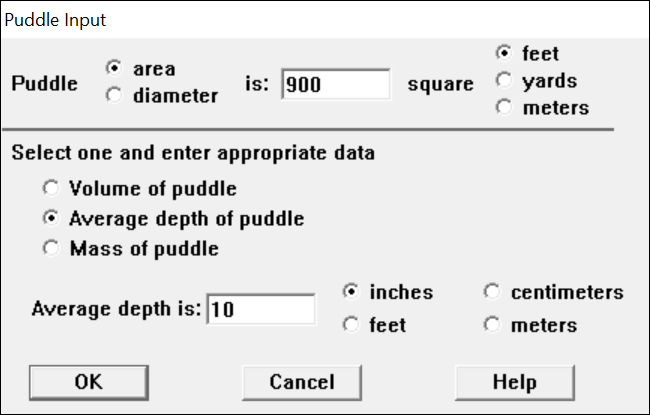 Puddle Input
Puddle area diameter is: 900 square feet yards meters
Select one and enter appropriate data
Volume of puddle
Average depth of puddle
Mass of puddle
Average depth is: 10 inches centimeters
feet meters
OK Cancel Help